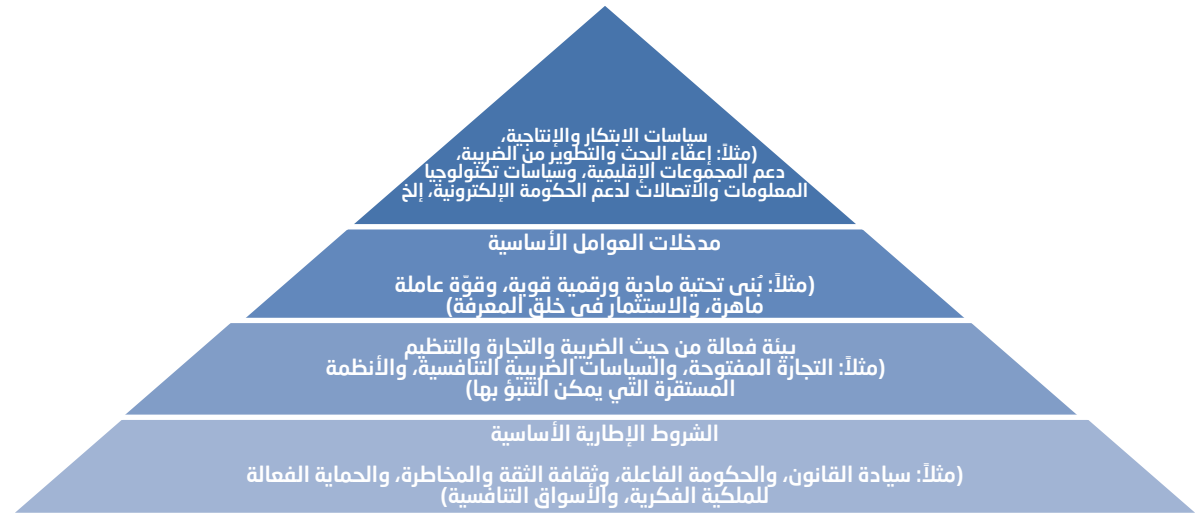 سياسات الابتكار والإنتاجية،
(مثلاً: إعفاء البحث والتطوير من الضريبة،
دعم المجموعات الإقليمية، وسياسات تكنولوجيا
المعلومات والاتصالات لدعم الحكومة الإلكترونية، إلخ
مدخلات العوامل الأساسية
(مثلاً: بُنى تحتية مادية ورقمية قوية، وقوّة عاملة
ماهرة، والاستثمار في خلق المعرفة)
بيئة فعالة من حيث الضريبة والتجارة والتنظيم
(مثلاً: التجارة المفتوحة، والسياسات الضريبية التنافسية، والأنظمة
المستقرة التي يمكن التنبؤ بها)
الشروط الإطارية الأساسية
(مثلاً: سيادة القانون، والحكومة الفاعلة، وثقافة الثقة والمخاطرة، والحماية الفعالة
للملكية الفكرية، والأسواق التنافسية)